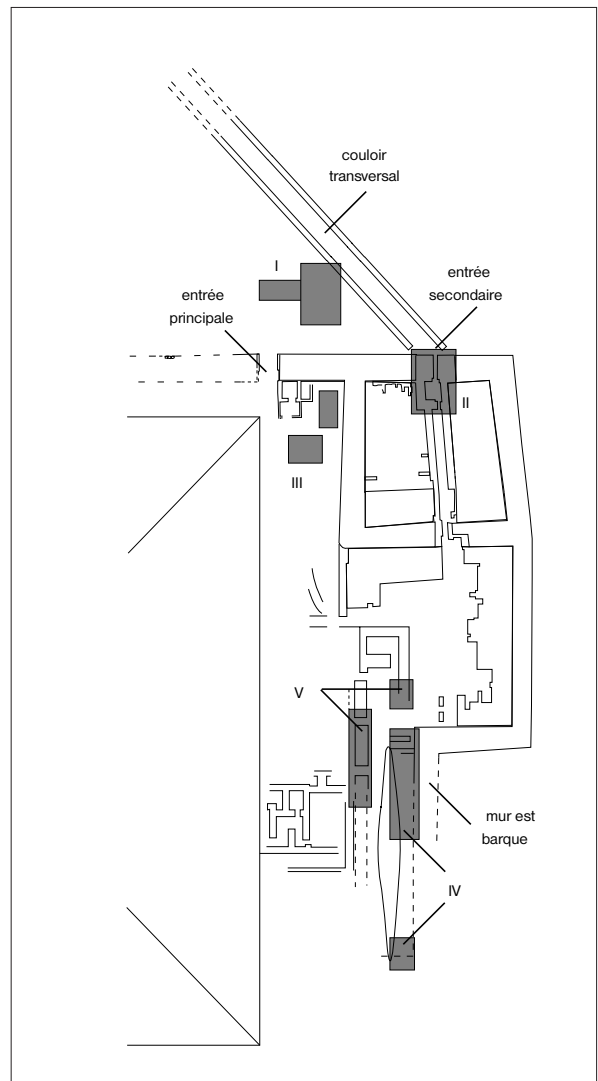 couloir
transversal
I
entrée
secondaire
entrée
principale
II
III
V
mur est
barque
IV